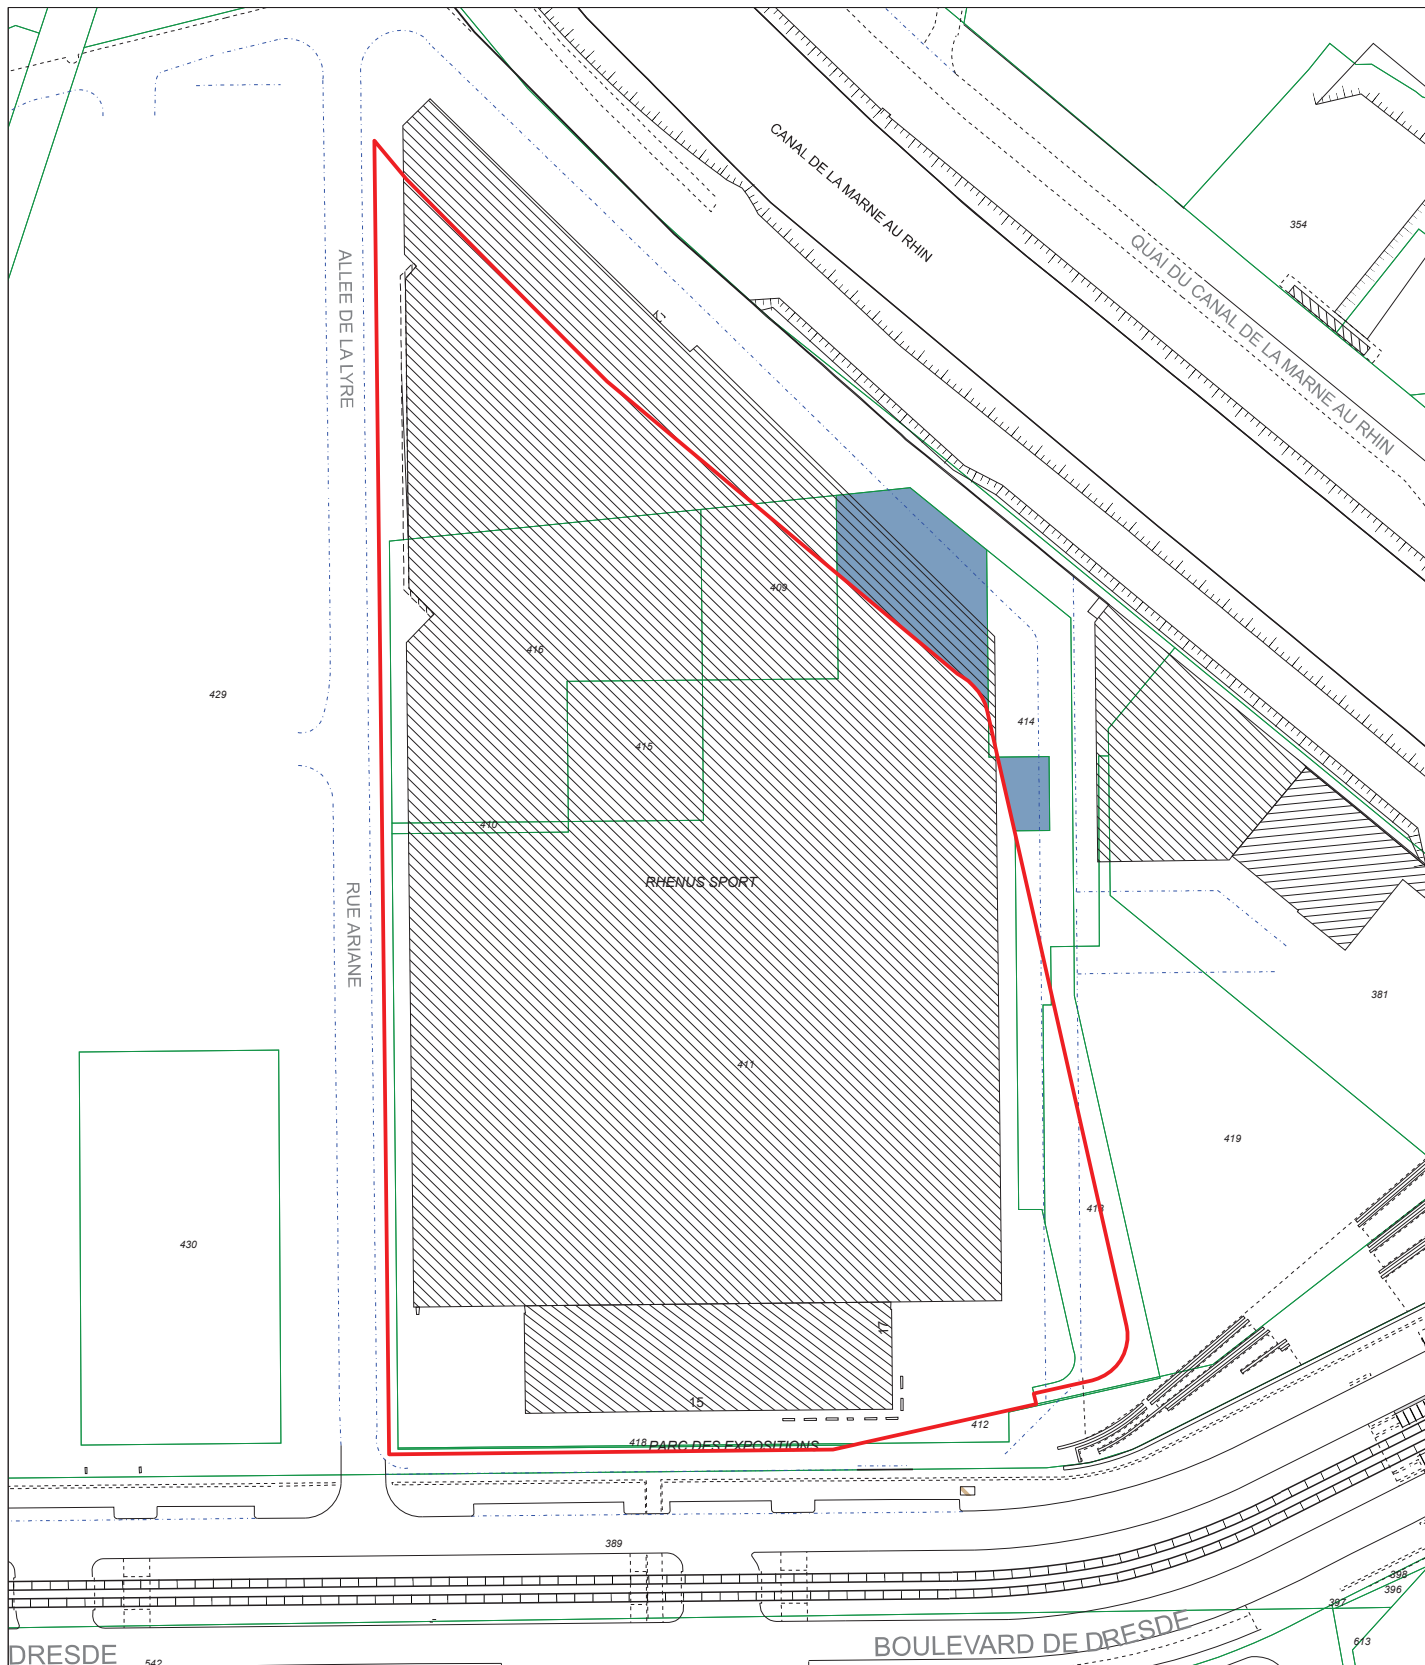 CANAL DE LA MARNE AU RHIN
354
QUAI DU CANAL DE LA MARNE AU RHIN
ALLEE DE LA LYRE
409
416
429
414
415
410
RHENUS SPORT
RUE ARIANE
381
411
419
413
430
17
15
412
418
PARC DES EXPOSITIONS
389
398
396
397
BOULEVARD DE DRESDE
613
DRESDE
542